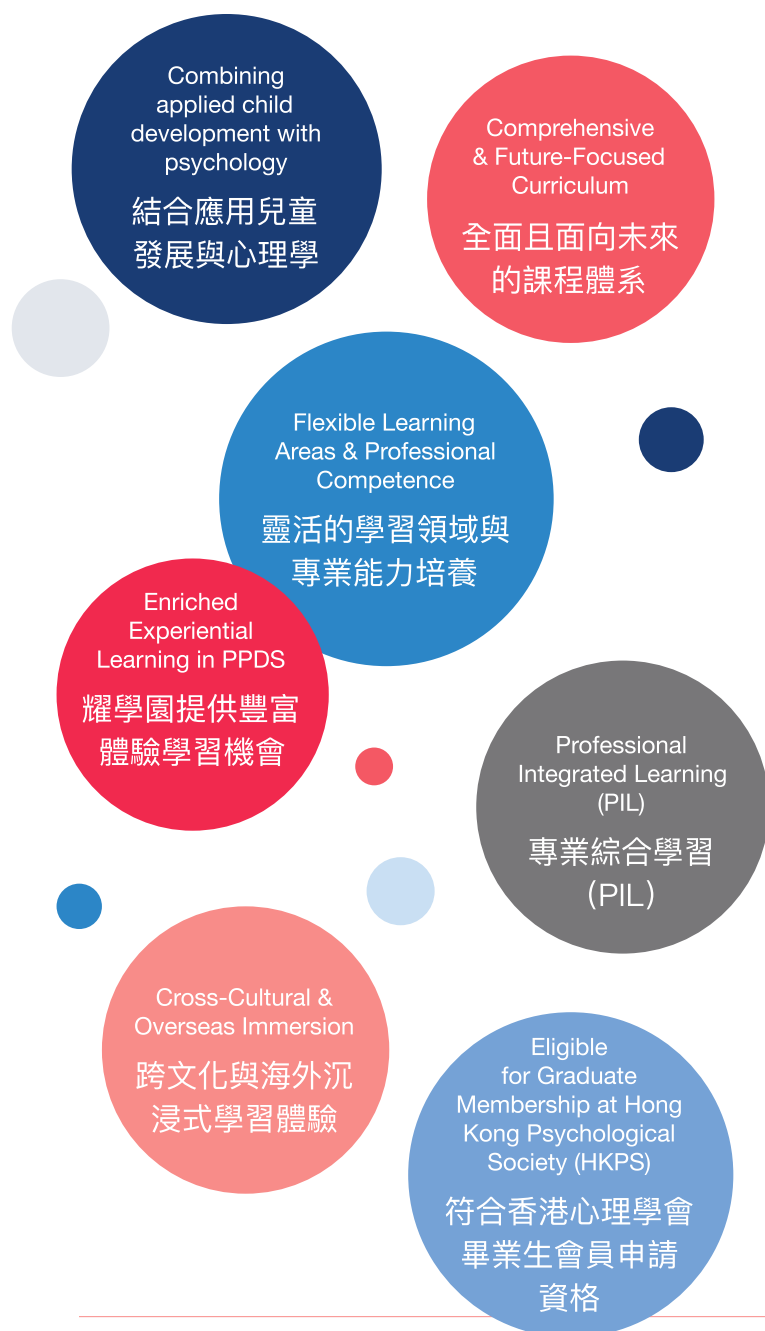 Combining
applied child
development with
psychology
結合應用兒童
發展與心理學
Comprehensive
& Future-Focused
Curriculum
全面且面向未來
的課程體系
Flexible Learning
Areas & Professional
Competence
靈活的學習領域與
專業能力培養
Enriched
Experiential
Learning in PPDS
耀學園提供豐富
體驗學習機會
Professional
Integrated Learning
(PIL)
專業綜合學習
(PIL)
Cross-Cultural &
Overseas Immersion
跨文化與海外沉
浸式學習體驗
Eligible
for Graduate
Membership at Hong
Kong Psychological
Society (HKPS)
符合香港心理學會
畢業生會員申請
資格